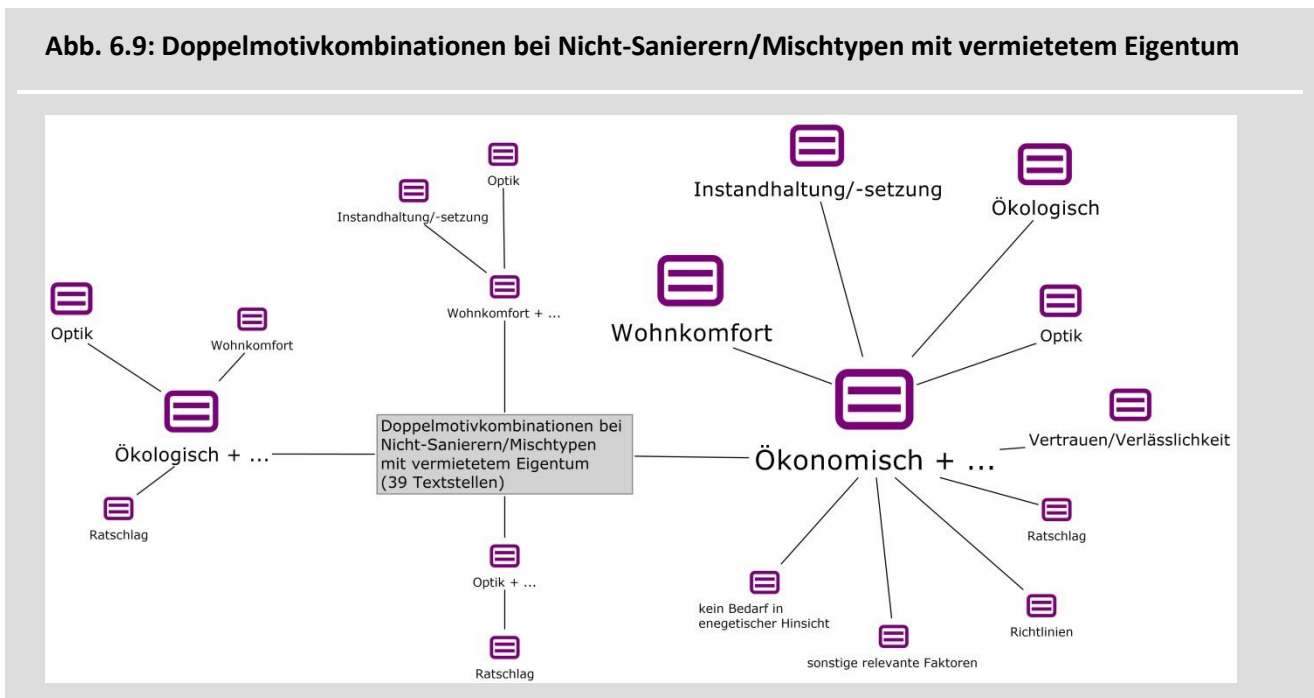 Abb. 6.9: Doppelmotivkombinationen bei Nicht-Sanierern/Mischtypen mit vermietetem Eigentum
Optik
Instandhaltung/-setzung
Wohnkomfort + ...
Optik
Wohnkomfort
Ökologisch + ...
Ratschlag
Doppelmotivkombinationen bei
Nicht-Sanierern/Mischtypen
mit vermietetem Eigentum
(39 Textstellen)
Optik + ...
Ratschlag
Instandhaltung/-setzung
Ökologisch
Wohnkomfort
Optik
Ökonomisch + ...
Vertrauen/Verlässlichkeit
Ratschlag
Richtlinien
sonstige relevante Faktoren
kein Bedarf in
enegetischer Hinsicht